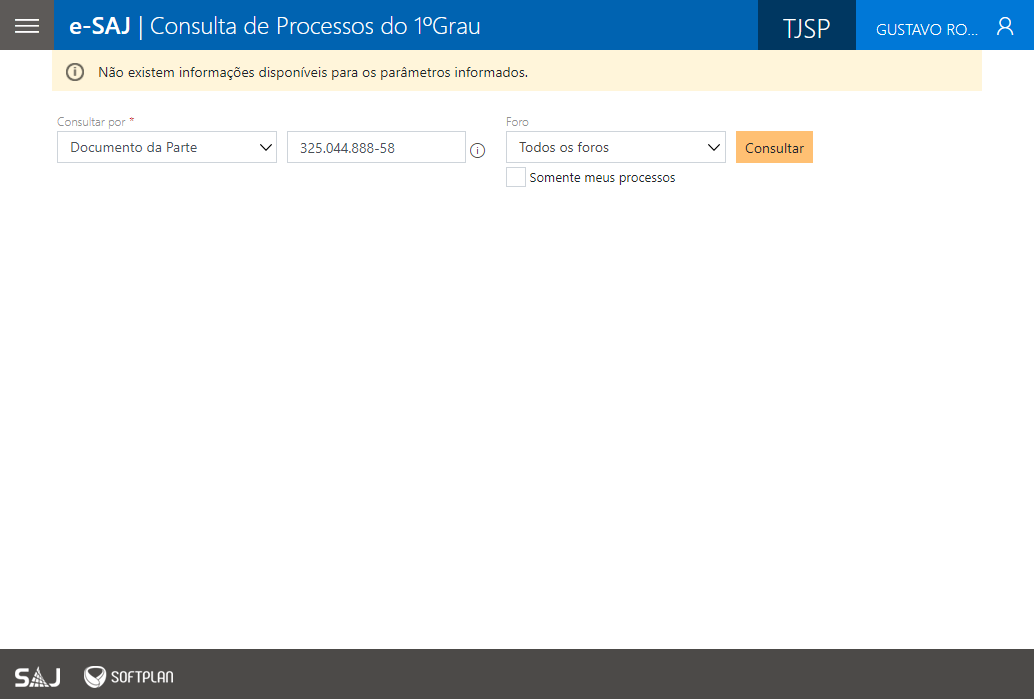 e-SAJ | Consulta de Processos do 1ºGrau
TJSP
GUSTAVO RO...
Não existem informações disponíveis para os parâmetros informados.
Consultar por *
Foro
Documento da Parte
325.044.888-58
Todos os foros
Consultar
Somente meus processos
SAJ
SOFTPLAN